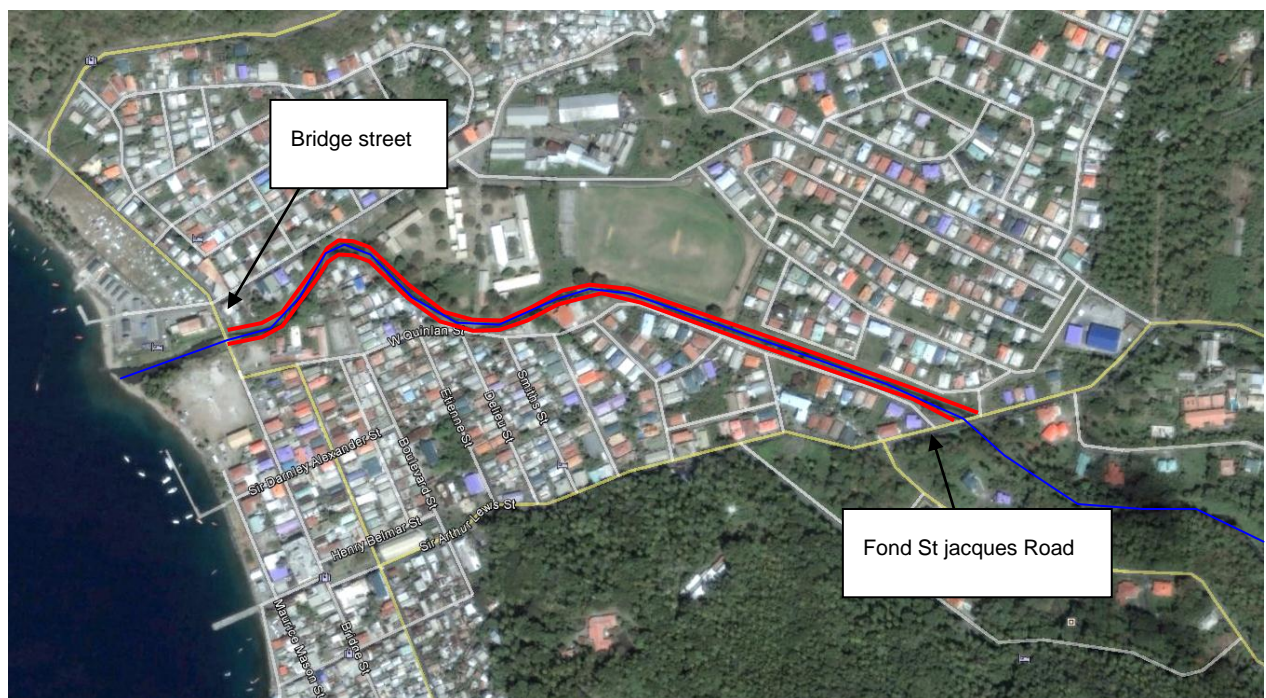 Bridge street
W Quinlan St
Smiths St
Delieu St
Etienne St
Boulevard St
Sir Darnley Alexander St
Henry Belmar St
Sir Arthur Lewis St
Fond St jacques Road
Maurice Mason St
Bridge St